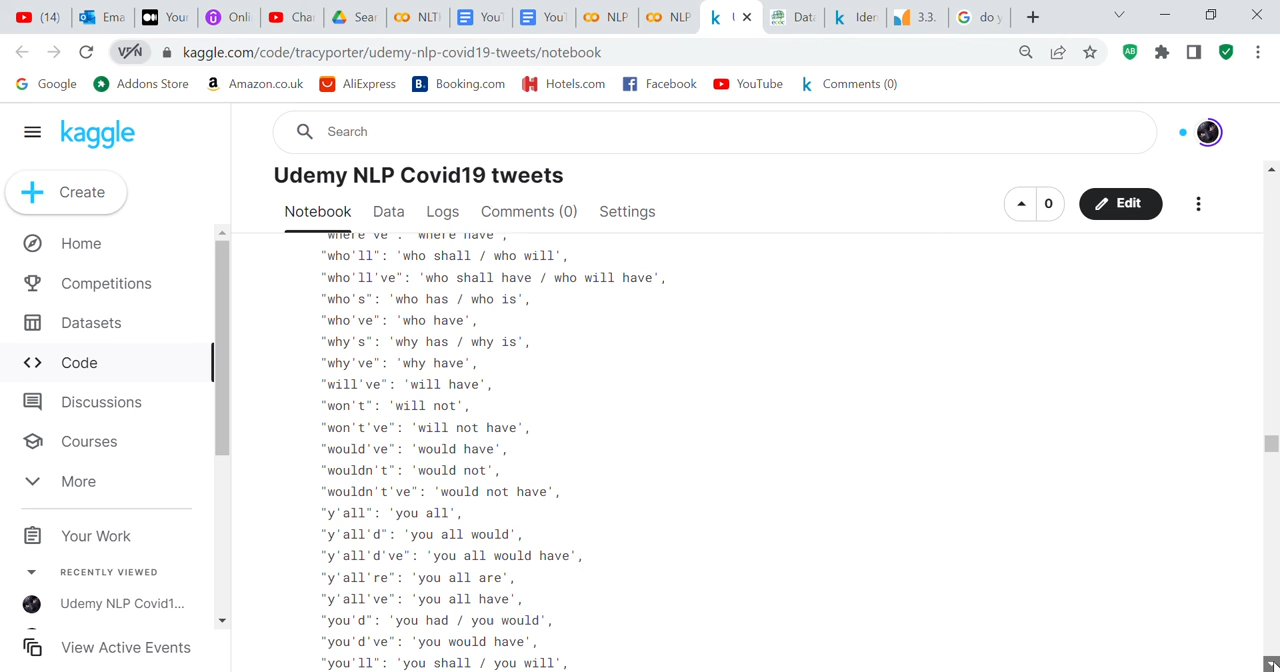 (14)
Ema
Your
Onli
Cha
Sear
NLT
You
You
NLP
NLP
Data
Iden
3.3.
do y
VPN
kaggle.com/code/tracyporter/udemy-nlp-covid19-tweets/notebook
AB
Google
Addons Store
Amazon.co.uk
AliExpress
Booking.com
Hotels.com
Facebook
YouTube
Comments (0)
kaggle
Search
Create
Udemy NLP Covid19 tweets
0
Edit
Notebook
Data
Logs
Comments (0)
Settings
Home
Competitions
Datasets
Code
Discussions
Courses
More
Your Work
RECENTLY VIEWED
Udemy NLP Covid1...
View Active Events
"where've": 'where have',
"who'll": 'who shall / who will',
"who'll've": 'who shall have / who will have',
"who's": 'who has / who is',
"who've": 'who have',
"why's": 'why has / why is',
"why've": 'why have',
"will've": 'will have',
"won't": 'will not',
"won't've": 'will not have',
"would've": 'would have',
"wouldn't": 'would not',
"wouldn't've": 'would not have',
"y'all": 'you all',
"y'all'd": 'you all would',
"y'all'd've": 'you all would have',
"y'all're": 'you all are',
"y'all've": 'you all have',
"you'd": 'you had / you would',
"you'd've": 'you would have',
"you'll": 'you shall / you will',